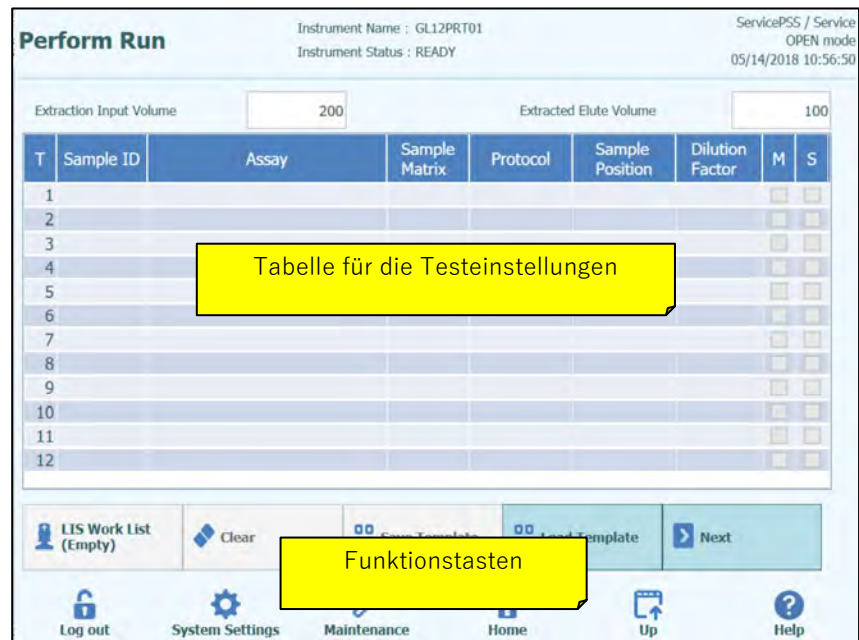 Perform Run
Instrument Name : GL12PRT01
Instrument Status : READY
ServicePSS / Service
OPEN mode
05/14/2018 10:56:50
Extraction Input Volume 200 Extracted Elute Volume 100
T Sample ID Assay Sample Matrix Protocol Sample Position Dilution Factor M S
1
2
3
4
5
6
7
8
9
10
11
12
Tabelle für die Testeinstellungen
LIS Work List
(Empty)
Clear
Template
Next
Funktionstasten
Log out System Settings Maintenance Home Up Help